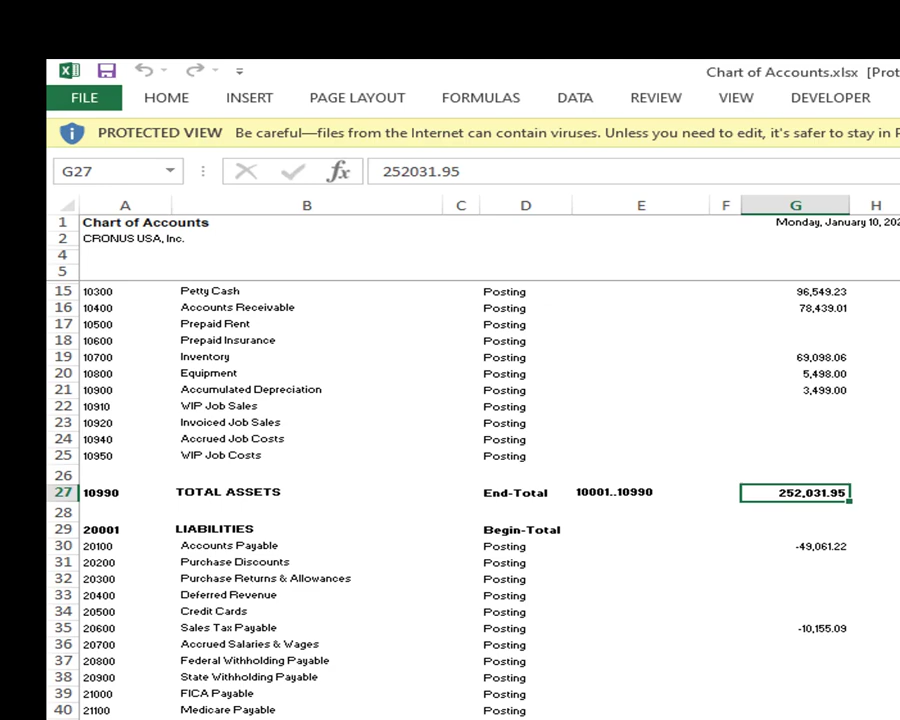 Chart of Accounts.xlsx [Prot
FILE HOME INSERT PAGE LAYOUT FORMULAS DATA REVIEW VIEW DEVELOPER
PROTECTED VIEW Be careful—files from the Internet can contain viruses. Unless you need to edit, it's safer to stay in P
G27 fx 252031.95
A B C D E F G H
1 Chart of Accounts Monday, January 10, 202
2 CRONUS USA, Inc.
4
5
15 10300 Petty Cash Posting 96,549.23
16 10400 Accounts Receivable Posting 78,439.01
17 10500 Prepaid Rent Posting
18 10600 Prepaid Insurance Posting
19 10700 Inventory Posting 69,098.06
20 10800 Equipment Posting 5,498.00
21 10900 Accumulated Depreciation Posting 3,499.00
22 10910 WIP Job Sales Posting
23 10920 Invoiced Job Sales Posting
24 10940 Accrued Job Costs Posting
25 10950 WIP Job Costs Posting
26
27 10990 TOTAL ASSETS End-Total 10001..10990 252,031.95
28
29 20001 LIABILITIES Begin-Total
30 20100 Accounts Payable Posting -49,061.22
31 20200 Purchase Discounts Posting
32 20300 Purchase Returns & Allowances Posting
33 20400 Deferred Revenue Posting
34 20500 Credit Cards Posting
35 20600 Sales Tax Payable Posting -10,155.09
36 20700 Accrued Salaries & Wages Posting
37 20800 Federal Withholding Payable Posting
38 20900 State Withholding Payable Posting
39 21000 FICA Payable Posting
40 21100 Medicare Payable Posting